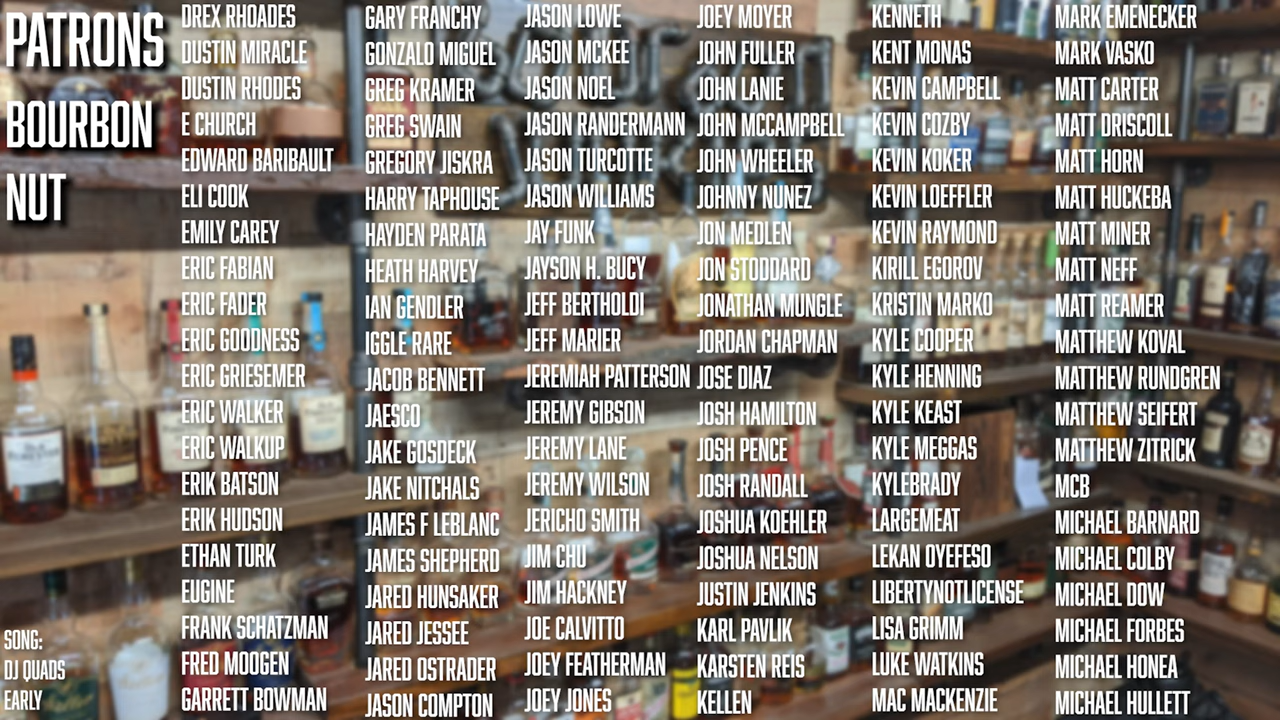 PATRONS
BOURBON
NUT
SONG:
DJ QUADS
EARLY
DREX RHOADES
DUSTIN MIRACLE
DUSTIN RHODES
E CHURCH
EDWARD BARIBAULT
ELI COOK
EMILY CAREY
ERIC FABIAN
ERIC FADER
ERIC GOODNESS
ERIC GRIESEMER
ERIC WALKER
ERIC WALKUP
ERIK BATSON
ERIK HUDSON
ETHAN TURK
EUGINE
FRANK SCHATZMAN
FRED MOOGEN
GARRETT BOWMAN
GARY FRANCHY
GONZALO MIGUEL
GREG KRAMER
GREG SWAIN
GREGORY JISKRA
HARRY TAPHOUSE
HAYDEN PARATA
HEATH HARVEY
IAN GENDLER
IGGLE RARE
JACOB BENNETT
JAESCO
JAKE GOSDECK
JAKE NITCHALS
JAMES F LEBLANC
JAMES SHEPHERD
JARED HUNSAKER
JARED JESSEE
JARED OSTRADER
JASON COMPTON
JASON LOWE
JASON MCKEE
JASON NOEL
JASON RANDERMANN
JASON TURCOTTE
JASON WILLIAMS
JAY FUNK
JAYSON H. BUCY
JEFF BERTHOLDI
JEFF MARIER
JEREMIAH PATTERSON
JEREMY GIBSON
JEREMY LANE
JEREMY WILSON
JERICHO SMITH
JIM CHU
JIM HACKNEY
JOE CALVITTO
JOEY FEATHERMAN
JOEY JONES
JOEY MOYER
JOHN FULLER
JOHN LANIE
JOHN MCCAMPBELL
JOHN WHEELER
JOHNNY NUNEZ
JON MEDLEN
JON STODDARD
JONATHAN MUNGLE
JORDAN CHAPMAN
JOSE DIAZ
JOSH HAMILTON
JOSH PENCE
JOSH RANDALL
JOSHUA KOEHLER
JOSHUA NELSON
JUSTIN JENKINS
KARL PAVLIK
KARSTEN REIS
KELLEN
KENNETH
KENT MONAS
KEVIN CAMPBELL
KEVIN COZBY
KEVIN KOKER
KEVIN LOEFFLER
KEVIN RAYMOND
KIRILL EGOROV
KRISTIN MARKO
KYLE COOPER
KYLE HENNING
KYLE KEAST
KYLE MEGGAS
KYLEBRADY
LARGEMEAT
LEKAN OYEFESO
LIBERTYNOTLICENSE
LISA GRIMM
LUKE WATKINS
MAC MACKENZIE
MARK EMENECKER
MARK VASKO
MATT CARTER
MATT DRISCOLL
MATT HORN
MATT HUCKEBA
MATT MINER
MATT NEFF
MATT REAMER
MATTHEW KOVAL
MATTHEW RUNDGREN
MATTHEW SEIFERT
MATTHEW ZITRICK
MCB
MICHAEL BARNARD
MICHAEL COLBY
MICHAEL DOW
MICHAEL FORBES
MICHAEL HONEA
MICHAEL HULLETT